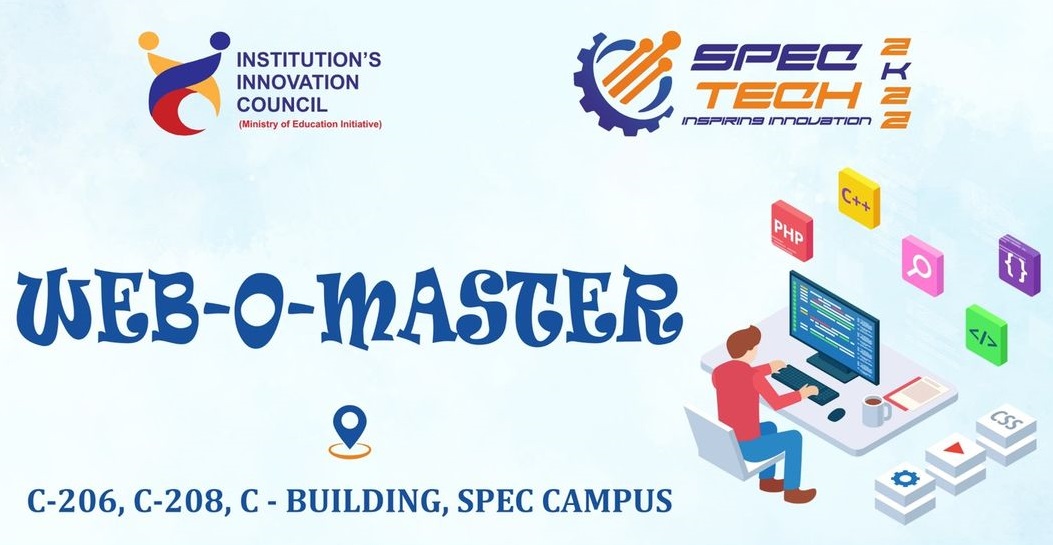 INSTITUTION'S
INNOVATION
COUNCIL
(Ministry of Education Initiative)
SPEC
TECH
INSPIRING INNOVATION
2K22
PHP
C++
{ }
</>
WEB-O-MASTER
CSS
C-206, C-208, C - BUILDING, SPEC CAMPUS